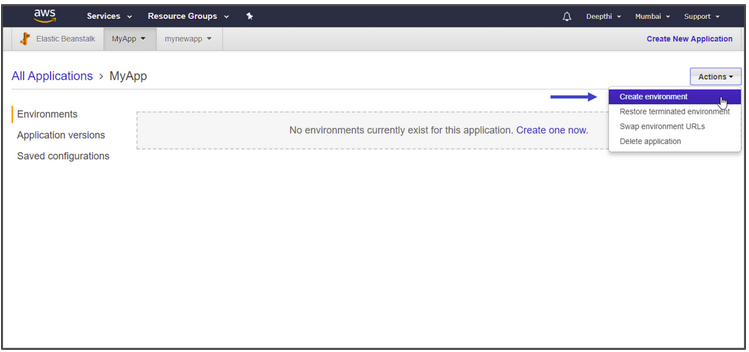 aws Services Resource Groups Deepthi Mumbai Support
Elastic Beanstalk MyApp mynewapp Create New Application
All Applications > MyApp Actions
Create environment
Environments
Restore terminated environment
Swap environment URLs
No environments currently exist for this application. Create one now.
Application versions
Delete application
Saved configurations